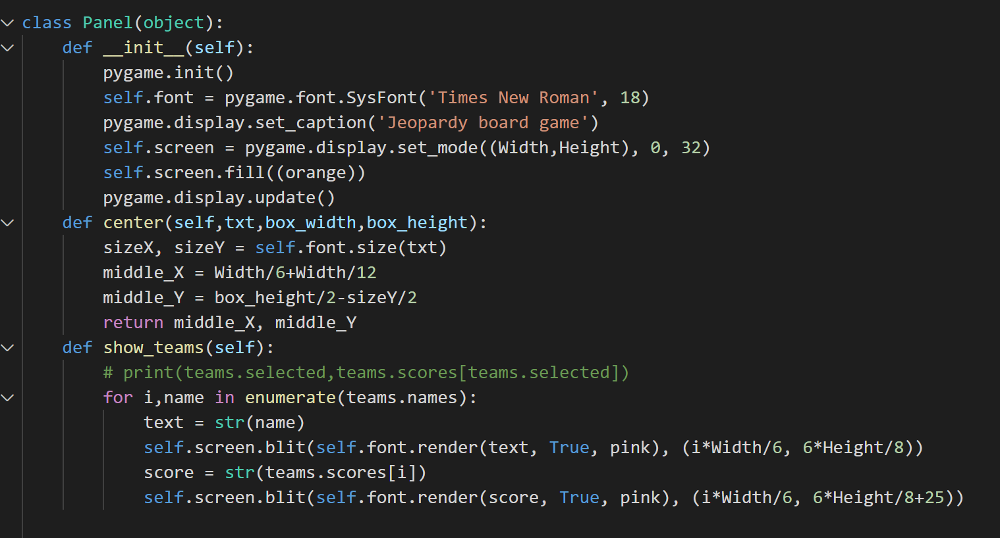 class Panel(object):
    def __init__(self):
        pygame.init()
        self.font = pygame.font.SysFont('Times New Roman', 18)
        pygame.display.set_caption('Jeopardy board game')
        self.screen = pygame.display.set_mode((Width,Height), 0, 32)
        self.screen.fill((orange))
        pygame.display.update()
    def center(self,txt,box_width,box_height):
        sizeX, sizeY = self.font.size(txt)
        middle_X = Width/6+Width/12
        middle_Y = box_height/2-sizeY/2
        return middle_X, middle_Y
    def show_teams(self):
        # print(teams.selected,teams.scores[teams.selected])
        for i,name in enumerate(teams.names):
            text = str(name)
            self.screen.blit(self.font.render(text, True, pink), (i*Width/6, 6*Height/8))
            score = str(teams.scores[i])
            self.screen.blit(self.font.render(score, True, pink), (i*Width/6, 6*Height/8+25))